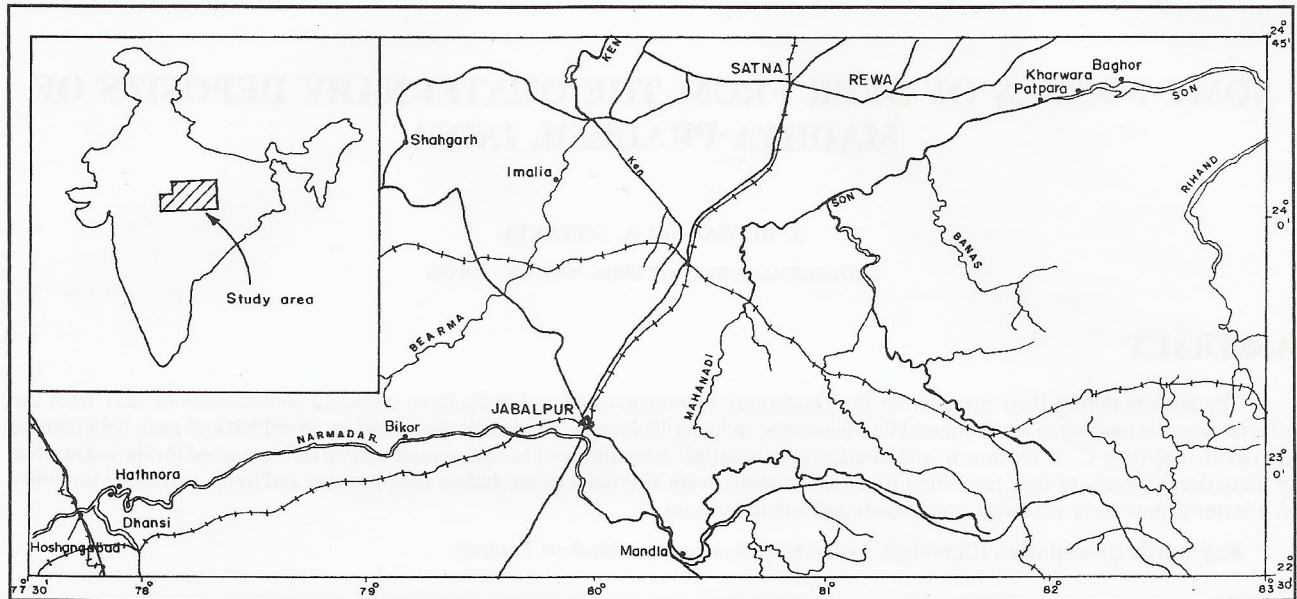 24° 45'
KEN
SATNA
REWA
Kharwara
Baghor
Patpara
SON
Shahgarh
Imalia
Ken
RIHAND
24° 0'
SON
BANAS
Study area
BEARMA
MAHANADI
JABALPUR
Bikor
NARMADA R.
Hathnora
23° 0'
Dhansi
Hoshangabad
Mandla
22° 30'
77° 30'
78°
79°
80°
81°
82°
83° 30'